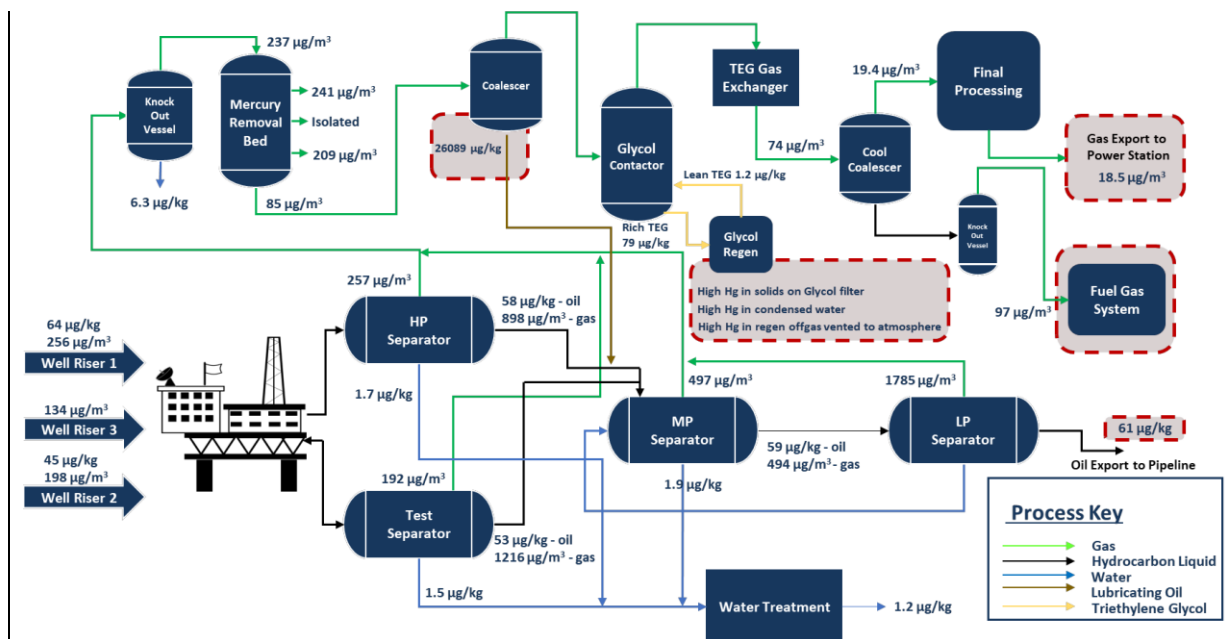 237 µg/m³
Knock
Out
Vessel
6.3 µg/kg
Mercury
Removal
Bed
241 µg/m³
Isolated
209 µg/m³
85 µg/m³
Coalescer
26089 µg/kg
Glycol
Contactor
Lean TEG 1.2 µg/kg
Rich TEG
79 µg/kg
Glycol
Regen
TEG Gas
Exchanger
74 µg/m³
Cool
Coalescer
19.4 µg/m³
Final
Processing
Gas Export to
Power Station
18.5 µg/m³
Knock
Out
Vessel
97 µg/m³
Fuel Gas
System
High Hg in solids on Glycol filter
High Hg in condensed water
High Hg in regen offgas vented to atmosphere
64 µg/kg
256 µg/m³
Well Riser 1
134 µg/m³
Well Riser 3
45 µg/kg
198 µg/m³
Well Riser 2
257 µg/m³
HP
Separator
58 µg/kg - oil
898 µg/m³ - gas
1.7 µg/kg
192 µg/m³
Test
Separator
53 µg/kg - oil
1216 µg/m³ - gas
1.5 µg/kg
497 µg/m³
MP
Separator
59 µg/kg - oil
494 µg/m³ - gas
1.9 µg/kg
1785 µg/m³
LP
Separator
61 µg/kg
Oil Export to Pipeline
Water Treatment
1.2 µg/kg
Process Key
Gas
Hydrocarbon Liquid
Water
Lubricating Oil
Triethylene Glycol